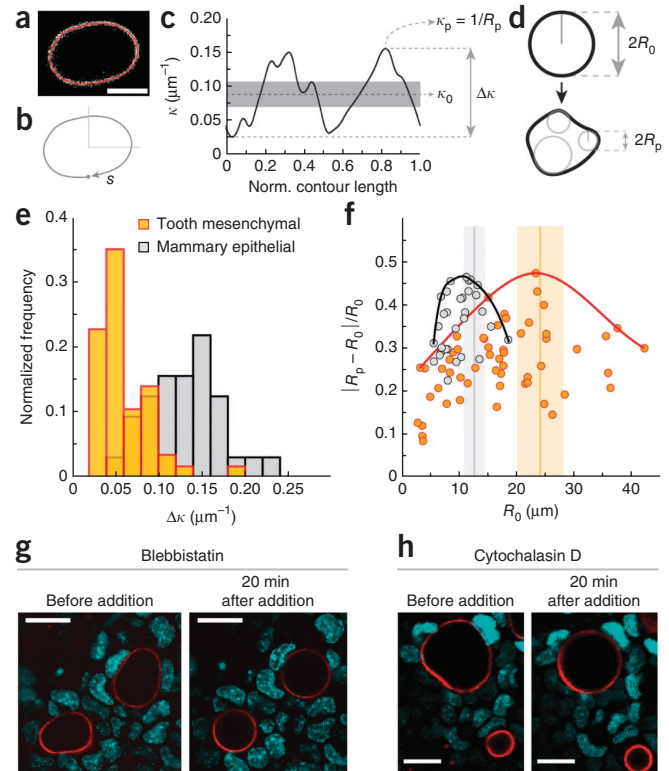 a
b
s
c
κ (μm⁻¹)
0.20
0.15
0.10
0.05
0
0
0.2
0.4
0.6
0.8
1.0
Norm. contour length
κp = 1/Rp
κ0
Δκ
d
2R0
2Rp
e
Normalized frequency
0.4
0.3
0.2
0.1
0
0.05
0.10
0.15
0.20
0.25
Δκ (μm⁻¹)
Tooth mesenchymal
Mammary epithelial
f
|Rp − R0|/R0
0.5
0.4
0.3
0.2
0.1
0
10
20
30
40
R0 (μm)
g
Blebbistatin
Before addition
20 min
after addition
h
Cytochalasin D
Before addition
20 min
after addition